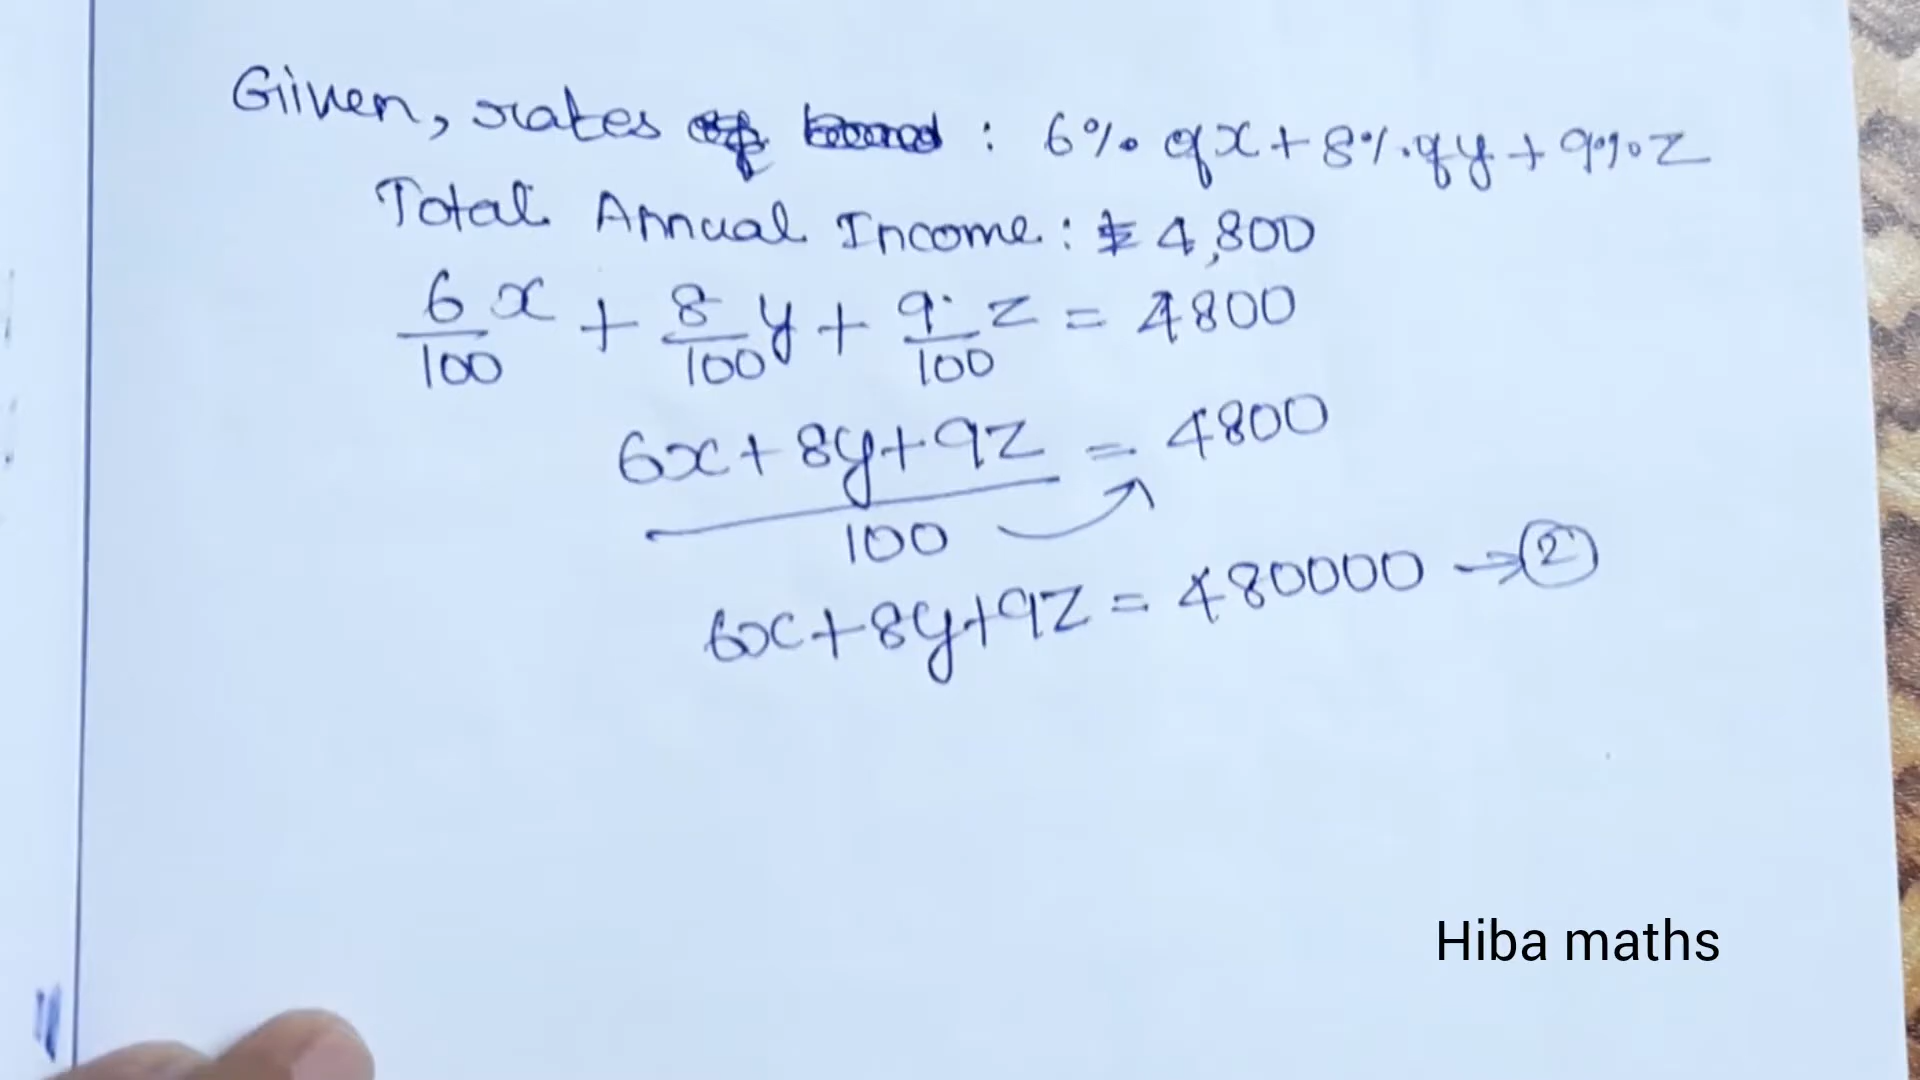 Given, rates : 6% of x + 8% of y + 9% z
Total Annual Income : ₹ 4,800
6/100 x + 8/100 y + 9/100 z = 4800
6x + 8y + 9z / 100 = 4800
6x + 8y + 9z = 480000 → ②
Hiba maths